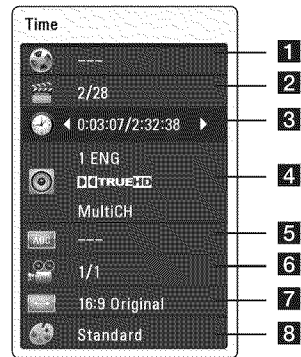 Time
--- 1
2/28 2
0:03:07/2:32:38 3
1 ENG
TRUEHD 4
MultiCH
ABC --- 5
1/1 6
16:9 Original 7
Standard 8